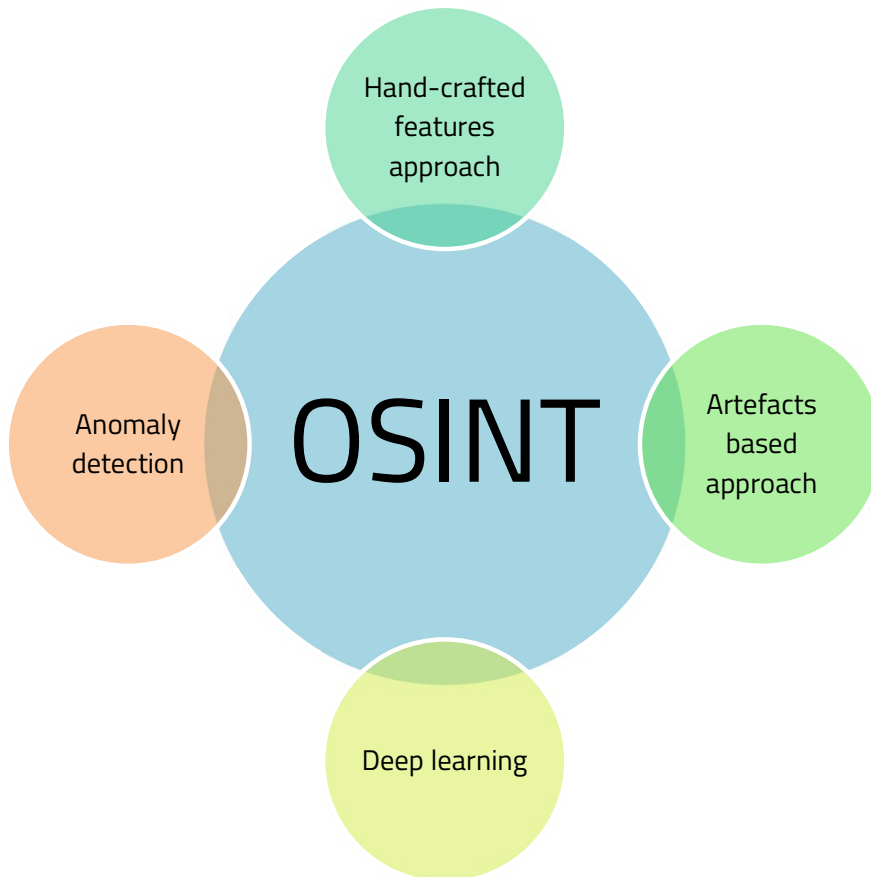 Hand-crafted
features
approach
Anomaly
detection
OSINT
Artefacts
based
approach
Deep learning